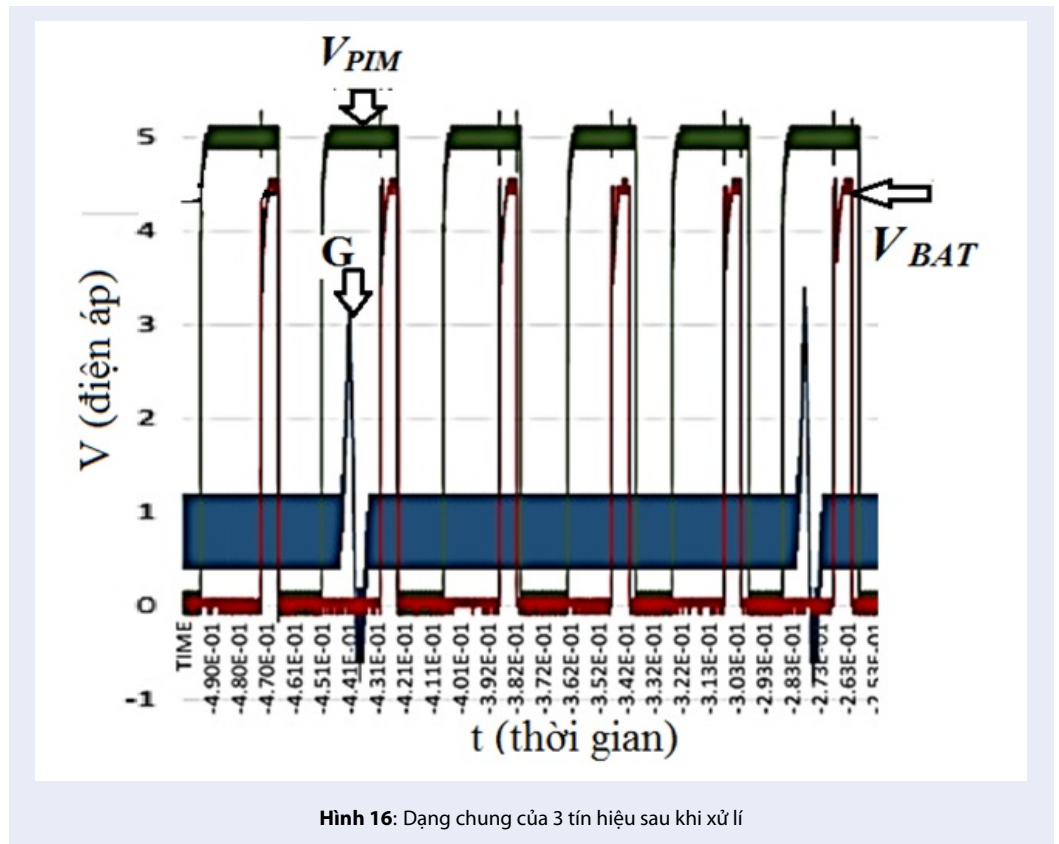 V_PIM
5
4
G
V_BAT
3
2
1
0
-1
V (điện áp)
TIME
-4.90E-01
-4.80E-01
-4.70E-01
-4.61E-01
-4.51E-01
-4.41E-01
-4.31E-01
-4.21E-01
-4.11E-01
-4.01E-01
-3.92E-01
-3.82E-01
-3.72E-01
-3.62E-01
-3.52E-01
-3.42E-01
-3.32E-01
-3.22E-01
-3.13E-01
-3.03E-01
-2.93E-01
-2.83E-01
-2.73E-01
-2.63E-01
t (thời gian)
Hình 16: Dạng chung của 3 tín hiệu sau khi xử lí